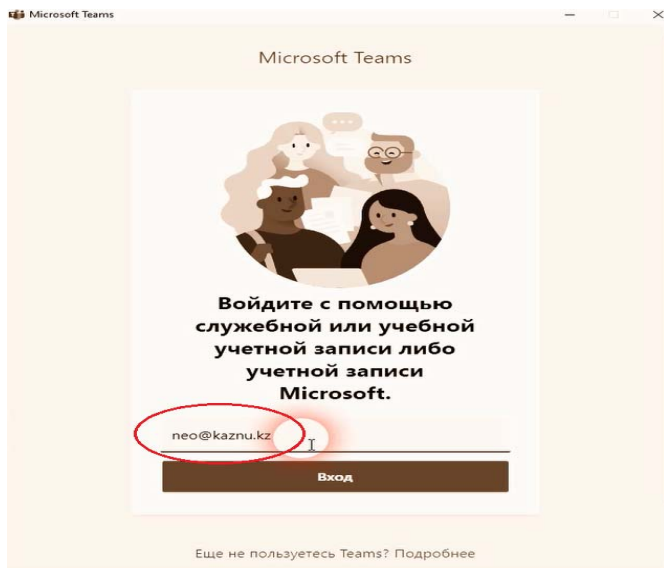 Microsoft Teams
Microsoft Teams
Войдите с помощью
служебной или учебной
учетной записи либо
учетной записи
Microsoft.
neo@kaznu.kz
Вход
Еще не пользуетесь Teams? Подробнее